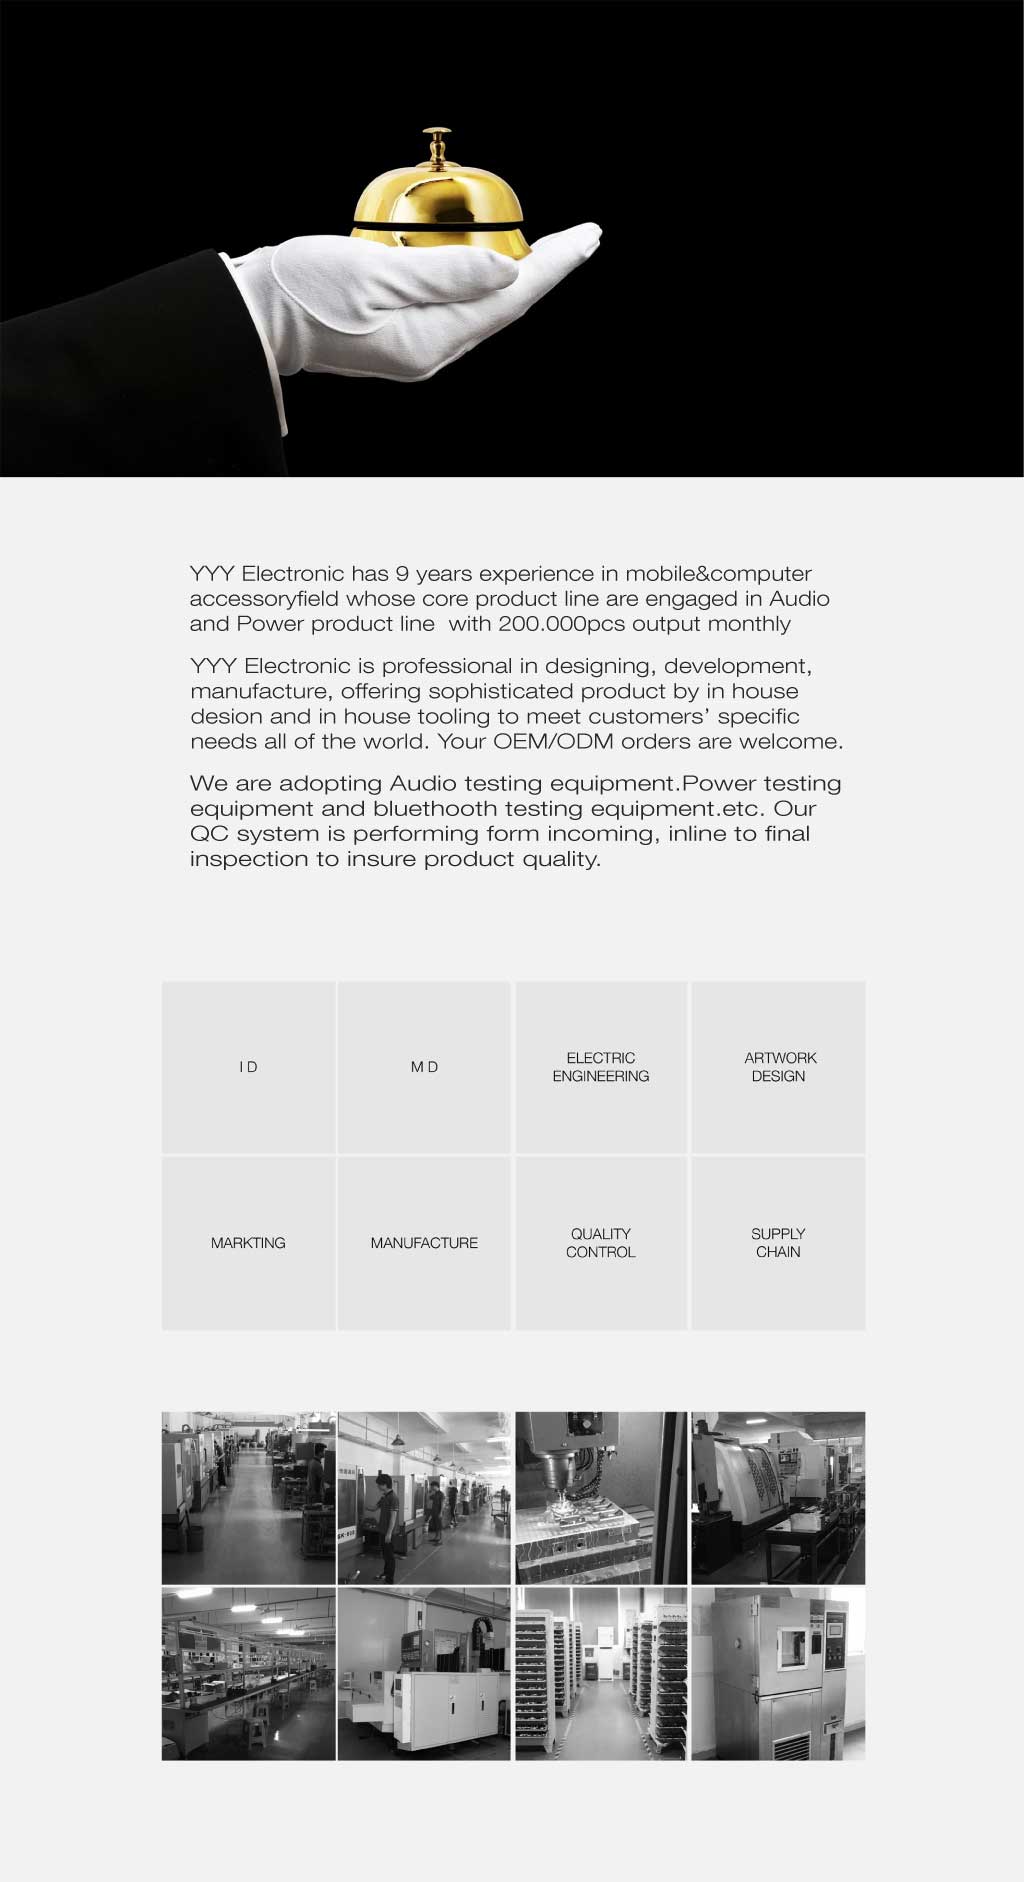 YYY Electronic has 9 years experience in mobile&computer
accessoryfield whose core product line are engaged in Audio
and Power product line  with 200.000pcs output monthly
YYY Electronic is professional in designing, development,
manufacture, offering sophisticated product by in house
desion and in house tooling to meet customers’ specific
needs all of the world. Your OEM/ODM orders are welcome.
We are adopting Audio testing equipment.Power testing
equipment and bluethooth testing equipment.etc. Our
QC system is performing form incoming, inline to final
inspection to insure product quality.
I D
M D
ELECTRIC
ENGINEERING
ARTWORK
DESIGN
MARKTING
MANUFACTURE
QUALITY
CONTROL
SUPPLY
CHAIN